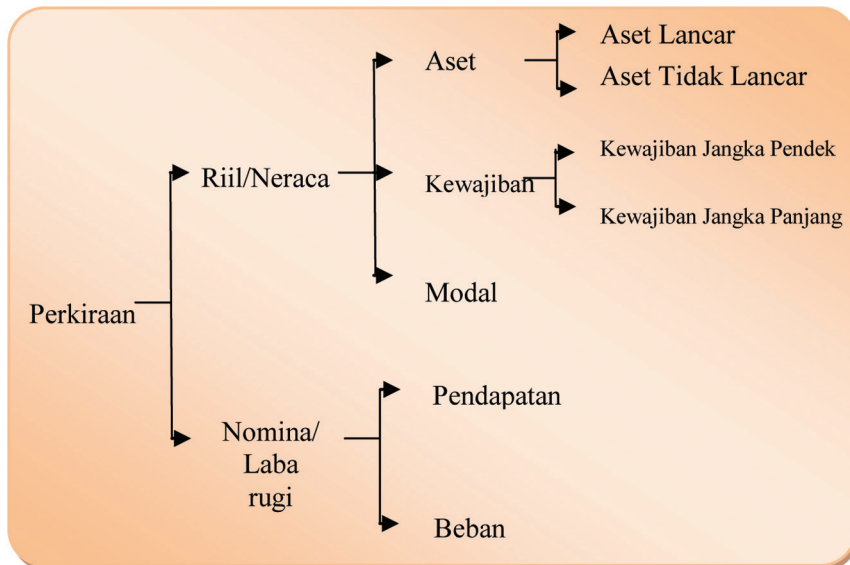 Perkiraan
Riil/Neraca
Aset
Aset Lancar
Aset Tidak Lancar
Kewajiban
Kewajiban Jangka Pendek
Kewajiban Jangka Panjang
Modal
Nomina/
Laba
rugi
Pendapatan
Beban